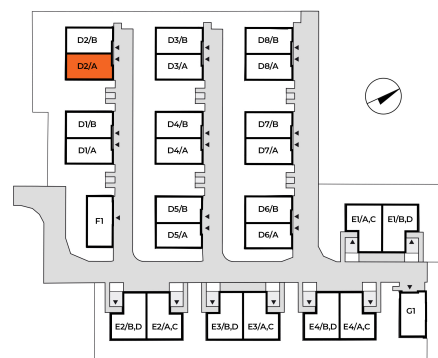 D2/B
D3/B
D8/B
D2/A
D3/A
D8/A
D1/B
D4/B
D7/B
D1/A
D4/A
D7/A
F1
D5/B
D6/B
D5/A
D6/A
E1/A,C
E1/B,D
G1
E2/B,D
E2/A,C
E3/B,D
E3/A,C
E4/B,D
E4/A,C